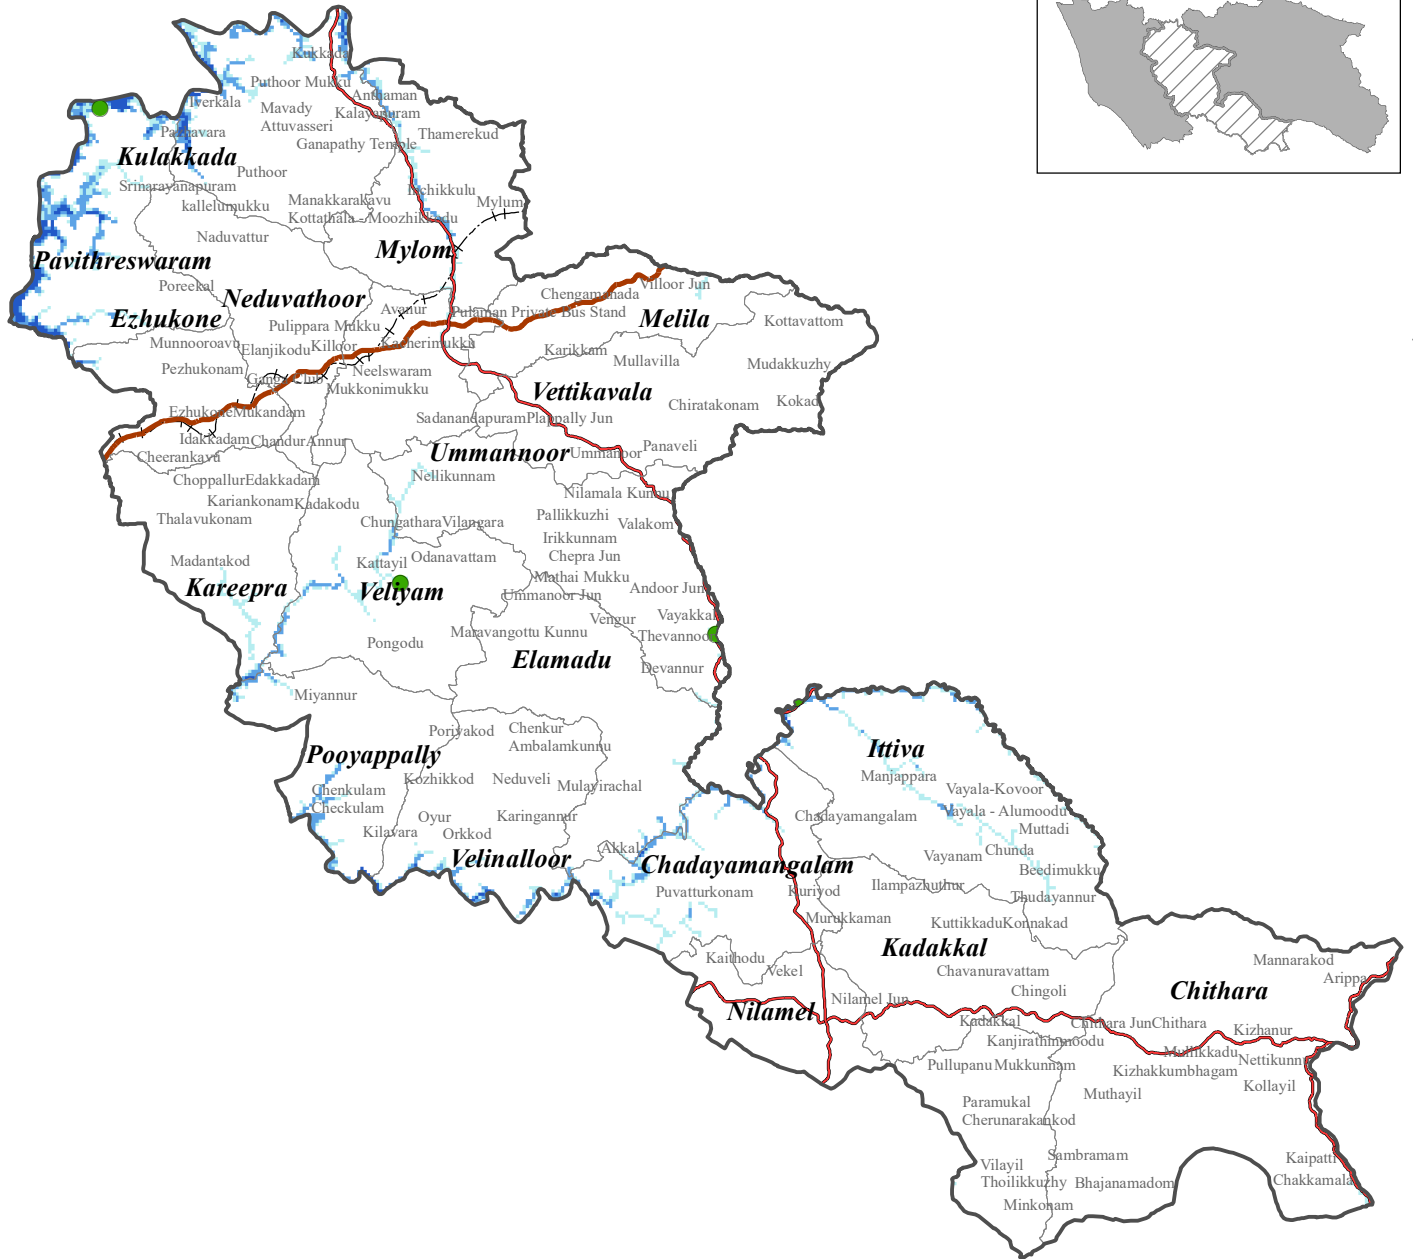 Kukkada
Puthoor Mukku
Anthaman
Iverkala
Mavady
Kalayapuram
Attuvasseri
Thamerekud
Ganapathy Temple
Kulakkada
Puthoor
Srinarayanapuram
Inchikkulu
kallelumukku
Manakkarakavu
Mylum
Kottathala - Moozhikkodu
Naduvattur
Mylom
Pavithreswaram
Poreekal
Neduvathoor
Villoor Jun
Chengamanada
Avanur
Pulaman Private Bus Stand
Ezhukone
Pulippara Mukku
Melila
Kottavattom
Munnooroavu
Elanjikodu
Killoor
Kacherimukku
Karikkam
Mullavilla
Mudakkuzhy
Pezhukonam
Ganga Club
Neelswaram
Mukkonimukku
Vettikavala
Chiratakonam
Kokad
Ezhukone
Mukandam
Sadanandapuram
Plappally Jun
Idakkadam
Chandur
Annur
Ummannoor
Ummanoor
Panaveli
Cheerankavu
Nellikunnam
Choppallur
Edakkadam
Nilamala Kunnu
Kariankonam
Kadakodu
Thalavukonam
Chungathara
Vilangara
Pallikkuzhi
Valakom
Irikkunnam
Madantakod
Kattayil
Odanavattam
Chepra Jun
Mathai Mukku
Kareepra
Veliyam
Ummanoor Jun
Andoor Jun
Vengur
Vayakkal
Pongodu
Maravangottu Kunnu
Thevannoor
Elamadu
Devannur
Miyannur
Poriyakod
Chenkur
Ambalamkunnu
Pooyappally
Ittiva
Kozhikkod
Neduveli
Mulayirachal
Manjappara
Chenkulam
Vayala-Kovoor
Checkulam
Oyur
Karingannur
Chadayamangalam
Vayala - Alumoodu
Kilavara
Orkkod
Muttadi
Velinalloor
Akkal
Chadayamangalam
Vayanam
Chunda
Beedimukku
Puvatturkonam
Kuriyod
Ilampazhuthur
Thudayannur
Murukkaman
Kuttikkadu
Konnakad
Kadakkal
Kaithodu
Vekel
Chavanuravattam
Mannarakod
Arippa
Nilamel Jun
Chingoli
Chithara
Nilamel
Kadakkal
Chithara Jun
Chithara
Kizhanur
Kanjirathinmoodu
Mullikkadu
Nettikunnu
Pullupanu
Mukkunnam
Kizhakkumbhagam
Kollayil
Muthayil
Paramukal
Cherunarakankod
Sambramam
Kaipatti
Vilayil
Thoilikkuzhy
Bhajanamadom
Chakkamala
Minkonam